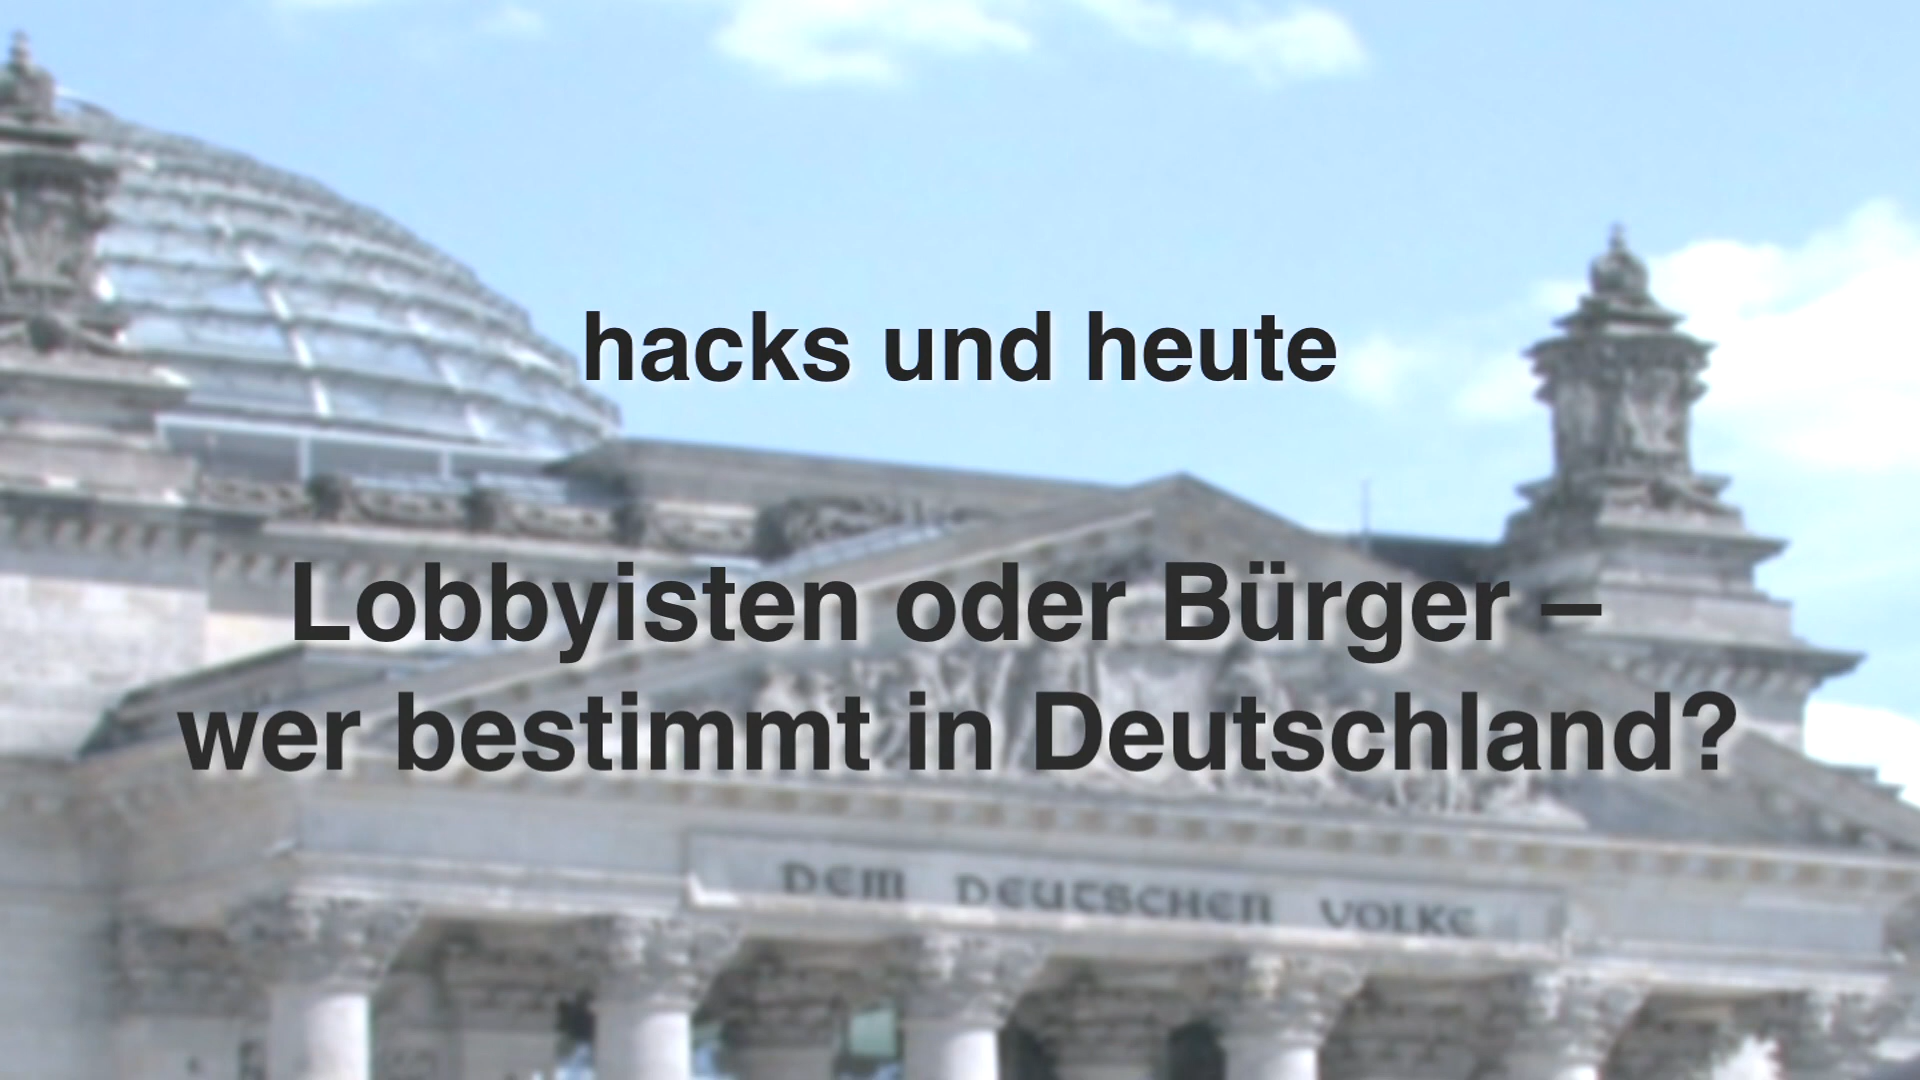 hacks und heute
Lobbyisten oder Bürger –
wer bestimmt in Deutschland?
DEM DEUTSCHEN VOLKE